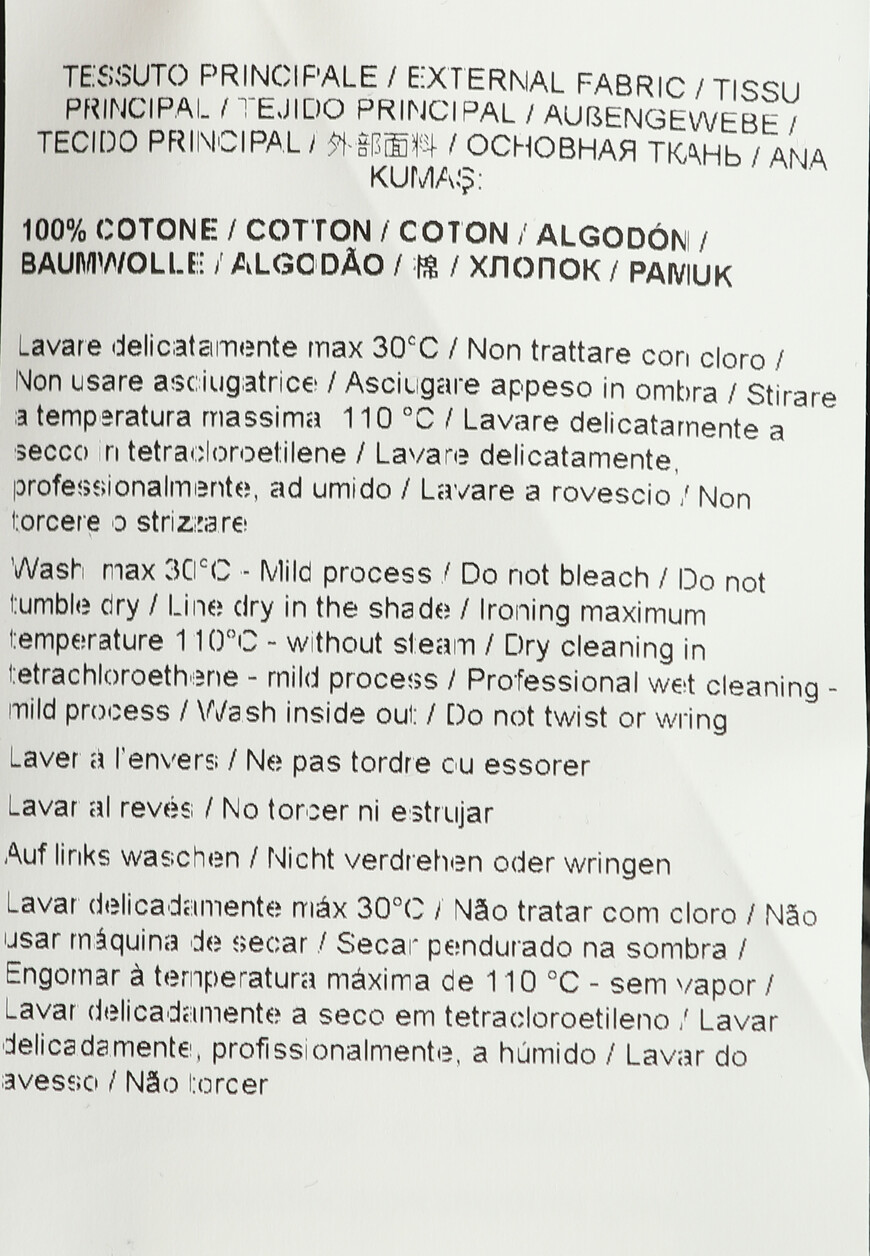 TESSUTO PRINCIPALE / EXTERNAL FABRIC / TISSU
PRINCIPAL / TEJIDO PRINCIPAL / AUßENGEWEBE /
TECIDO PRINCIPAL / 外部面料 / ОСНОВНАЯ ТКАНЬ / ANA
KUMAŞ:
100% COTONE / COTTON / COTON / ALGODÓN /
BAUMWOLLE / ALGODÃO / 棉 / ХЛОПОК / PAMUK
Lavare delicatamente max 30°C / Non trattare con cloro /
Non usare asciugatrice / Asciugare appeso in ombra / Stirare
a temperatura massima 110 °C / Lavare delicatamente a
secco in tetracloroetilene / Lavare delicatamente,
professionalmente, ad umido / Lavare a rovescio / Non
torcere o strizzare
Wash max 30°C - Mild process / Do not bleach / Do not
tumble dry / Line dry in the shade / Ironing maximum
temperature 110°C - without steam / Dry cleaning in
tetrachloroethene - mild process / Professional wet cleaning -
mild process / Wash inside out / Do not twist or wring
Laver à l'envers / Ne pas tordre ou essorer
Lavar al revés / No torcer ni estrujar
Auf links waschen / Nicht verdrehen oder wringen
Lavar delicadamente máx 30°C / Não tratar com cloro / Não
usar máquina de secar / Secar pendurado na sombra /
Engomar à temperatura máxima de 110 °C - sem vapor /
Lavar delicadamente a seco em tetracloroetileno / Lavar
delicadamente, profissionalmente, a húmido / Lavar do
avesso / Não torcer